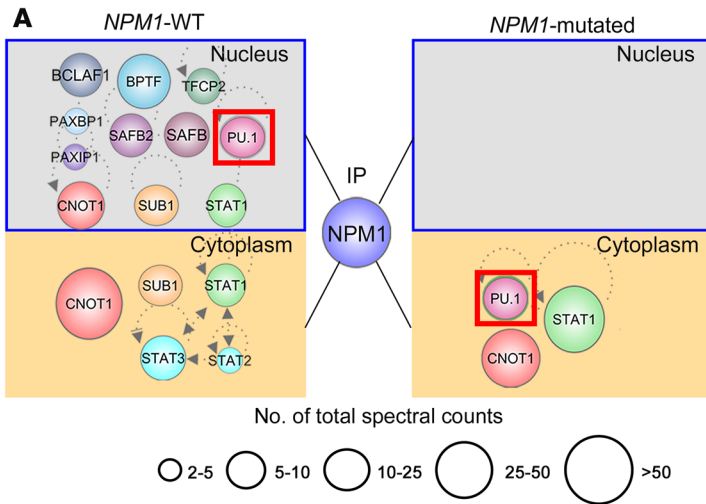 A
NPM1-WT
NPM1-mutated
Nucleus
Nucleus
BCLAF1
BPTF
TFCP2
PAXBP1
SAFB2
SAFB
PU.1
PAXIP1
CNOT1
SUB1
STAT1
IP
NPM1
Cytoplasm
Cytoplasm
CNOT1
SUB1
STAT1
STAT3
STAT2
PU.1
STAT1
CNOT1
No. of total spectral counts
2-5
5-10
10-25
25-50
>50